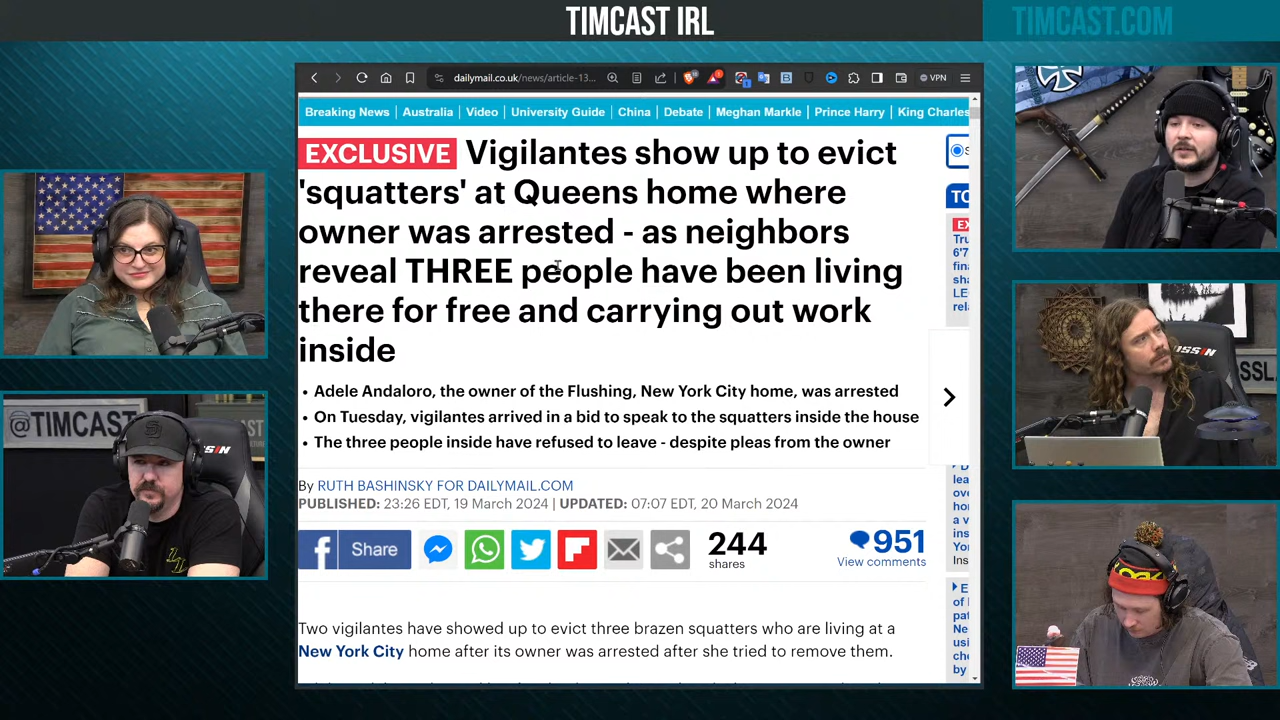 TIMCAST IRL
TIMCAST.COM
dailymail.co.uk/news/article-13...
VPN
Breaking News | Australia | Video | University Guide | China | Debate | Meghan Markle | Prince Harry | King Charles
EXCLUSIVE Vigilantes show up to evict
'squatters' at Queens home where
owner was arrested - as neighbors
reveal THREE people have been living
there for free and carrying out work
inside
• Adele Andaloro, the owner of the Flushing, New York City home, was arrested
• On Tuesday, vigilantes arrived in a bid to speak to the squatters inside the house
• The three people inside have refused to leave - despite pleas from the owner
By RUTH BASHINSKY FOR DAILYMAIL.COM
PUBLISHED: 23:26 EDT, 19 March 2024 | UPDATED: 07:07 EDT, 20 March 2024
Share
244
shares
951
View comments
Two vigilantes have showed up to evict three brazen squatters who are living at a
New York City home after its owner was arrested after she tried to remove them.
@TIMCAST